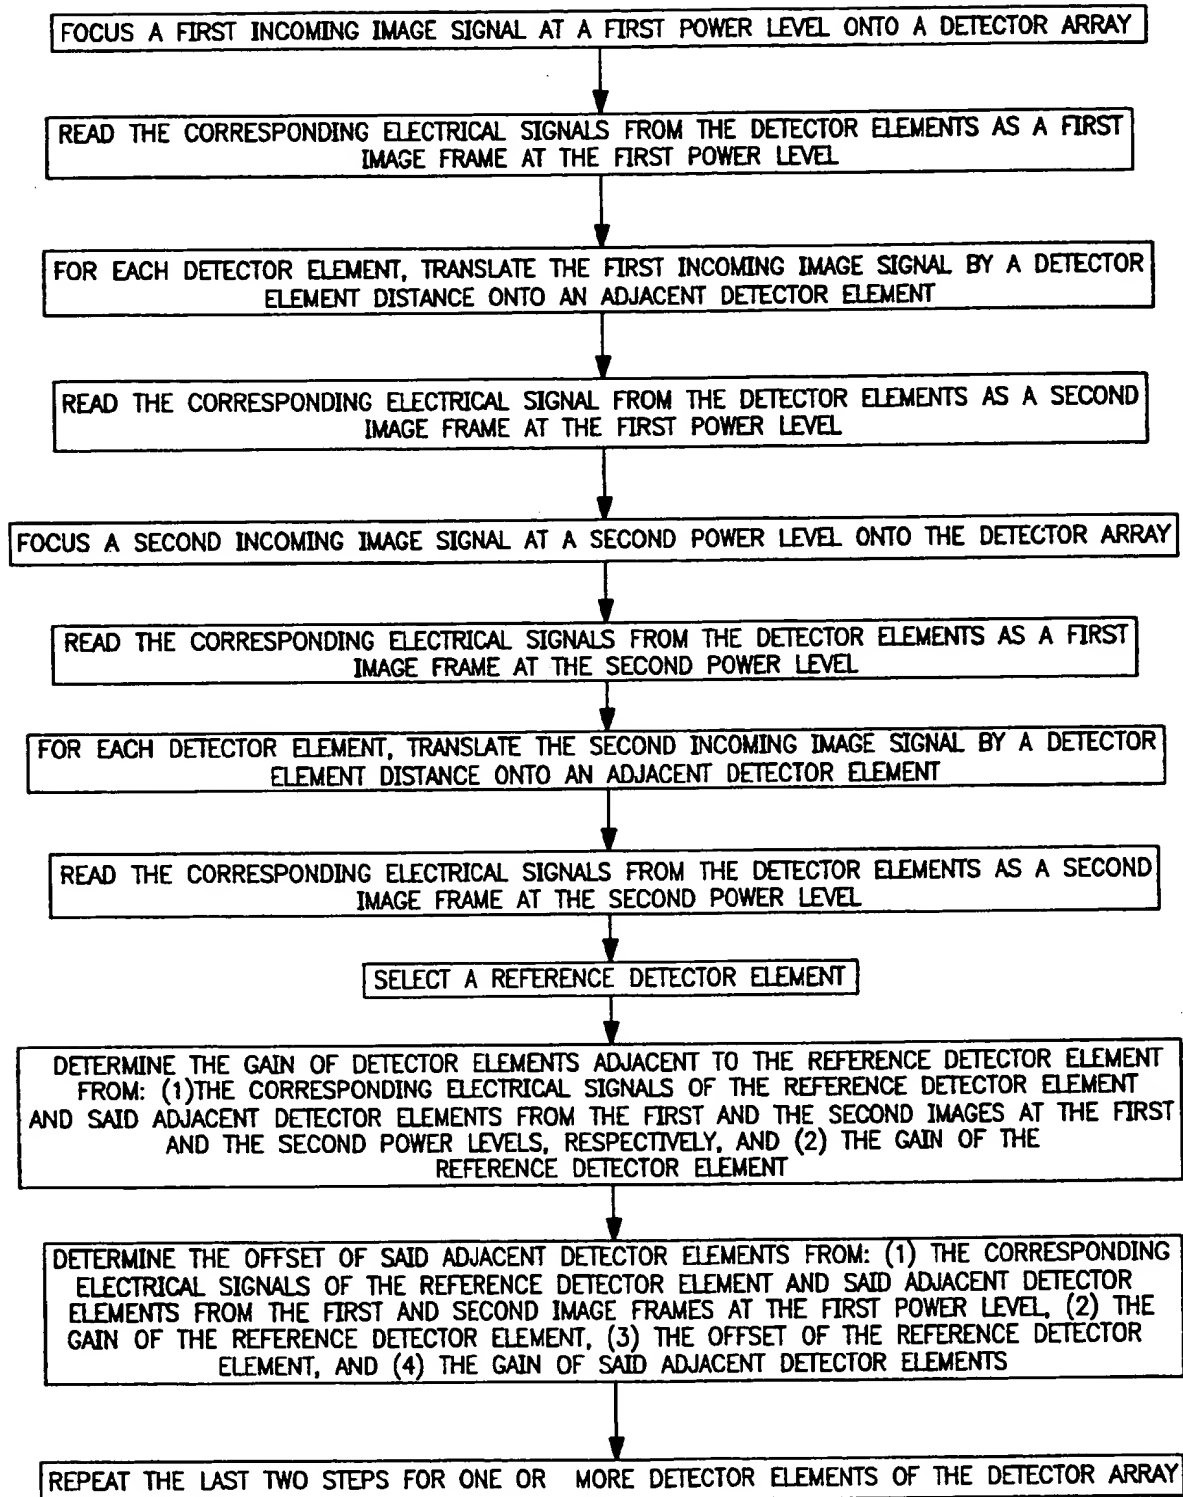 FOCUS A FIRST INCOMING IMAGE SIGNAL AT A FIRST POWER LEVEL ONTO A DETECTOR ARRAY
READ THE CORRESPONDING ELECTRICAL SIGNALS FROM THE DETECTOR ELEMENTS AS A FIRST
IMAGE FRAME AT THE FIRST POWER LEVEL
FOR EACH DETECTOR ELEMENT, TRANSLATE THE FIRST INCOMING IMAGE SIGNAL BY A DETECTOR
ELEMENT DISTANCE ONTO AN ADJACENT DETECTOR ELEMENT
READ THE CORRESPONDING ELECTRICAL SIGNAL FROM THE DETECTOR ELEMENTS AS A SECOND
IMAGE FRAME AT THE FIRST POWER LEVEL
FOCUS A SECOND INCOMING IMAGE SIGNAL AT A SECOND POWER LEVEL ONTO THE DETECTOR ARRAY
READ THE CORRESPONDING ELECTRICAL SIGNALS FROM THE DETECTOR ELEMENTS AS A FIRST
IMAGE FRAME AT THE SECOND POWER LEVEL
FOR EACH DETECTOR ELEMENT, TRANSLATE THE SECOND INCOMING IMAGE SIGNAL BY A DETECTOR
ELEMENT DISTANCE ONTO AN ADJACENT DETECTOR ELEMENT
READ THE CORRESPONDING ELECTRICAL SIGNALS FROM THE DETECTOR ELEMENTS AS A SECOND
IMAGE FRAME AT THE SECOND POWER LEVEL
SELECT A REFERENCE DETECTOR ELEMENT
DETERMINE THE GAIN OF DETECTOR ELEMENTS ADJACENT TO THE REFERENCE DETECTOR ELEMENT
FROM: (1)THE CORRESPONDING ELECTRICAL SIGNALS OF THE REFERENCE DETECTOR ELEMENT
AND SAID ADJACENT DETECTOR ELEMENTS FROM THE FIRST AND THE SECOND IMAGES AT THE FIRST
AND THE SECOND POWER LEVELS, RESPECTIVELY, AND (2) THE GAIN OF THE
REFERENCE DETECTOR ELEMENT
DETERMINE THE OFFSET OF SAID ADJACENT DETECTOR ELEMENTS FROM: (1) THE CORRESPONDING
ELECTRICAL SIGNALS OF THE REFERENCE DETECTOR ELEMENT AND SAID ADJACENT DETECTOR
ELEMENTS FROM THE FIRST AND SECOND IMAGE FRAMES AT THE FIRST POWER LEVEL, (2) THE
GAIN OF THE REFERENCE DETECTOR ELEMENT, (3) THE OFFSET OF THE REFERENCE DETECTOR
ELEMENT, AND (4) THE GAIN OF SAID ADJACENT DETECTOR ELEMENTS
REPEAT THE LAST TWO STEPS FOR ONE OR MORE DETECTOR ELEMENTS OF THE DETECTOR ARRAY